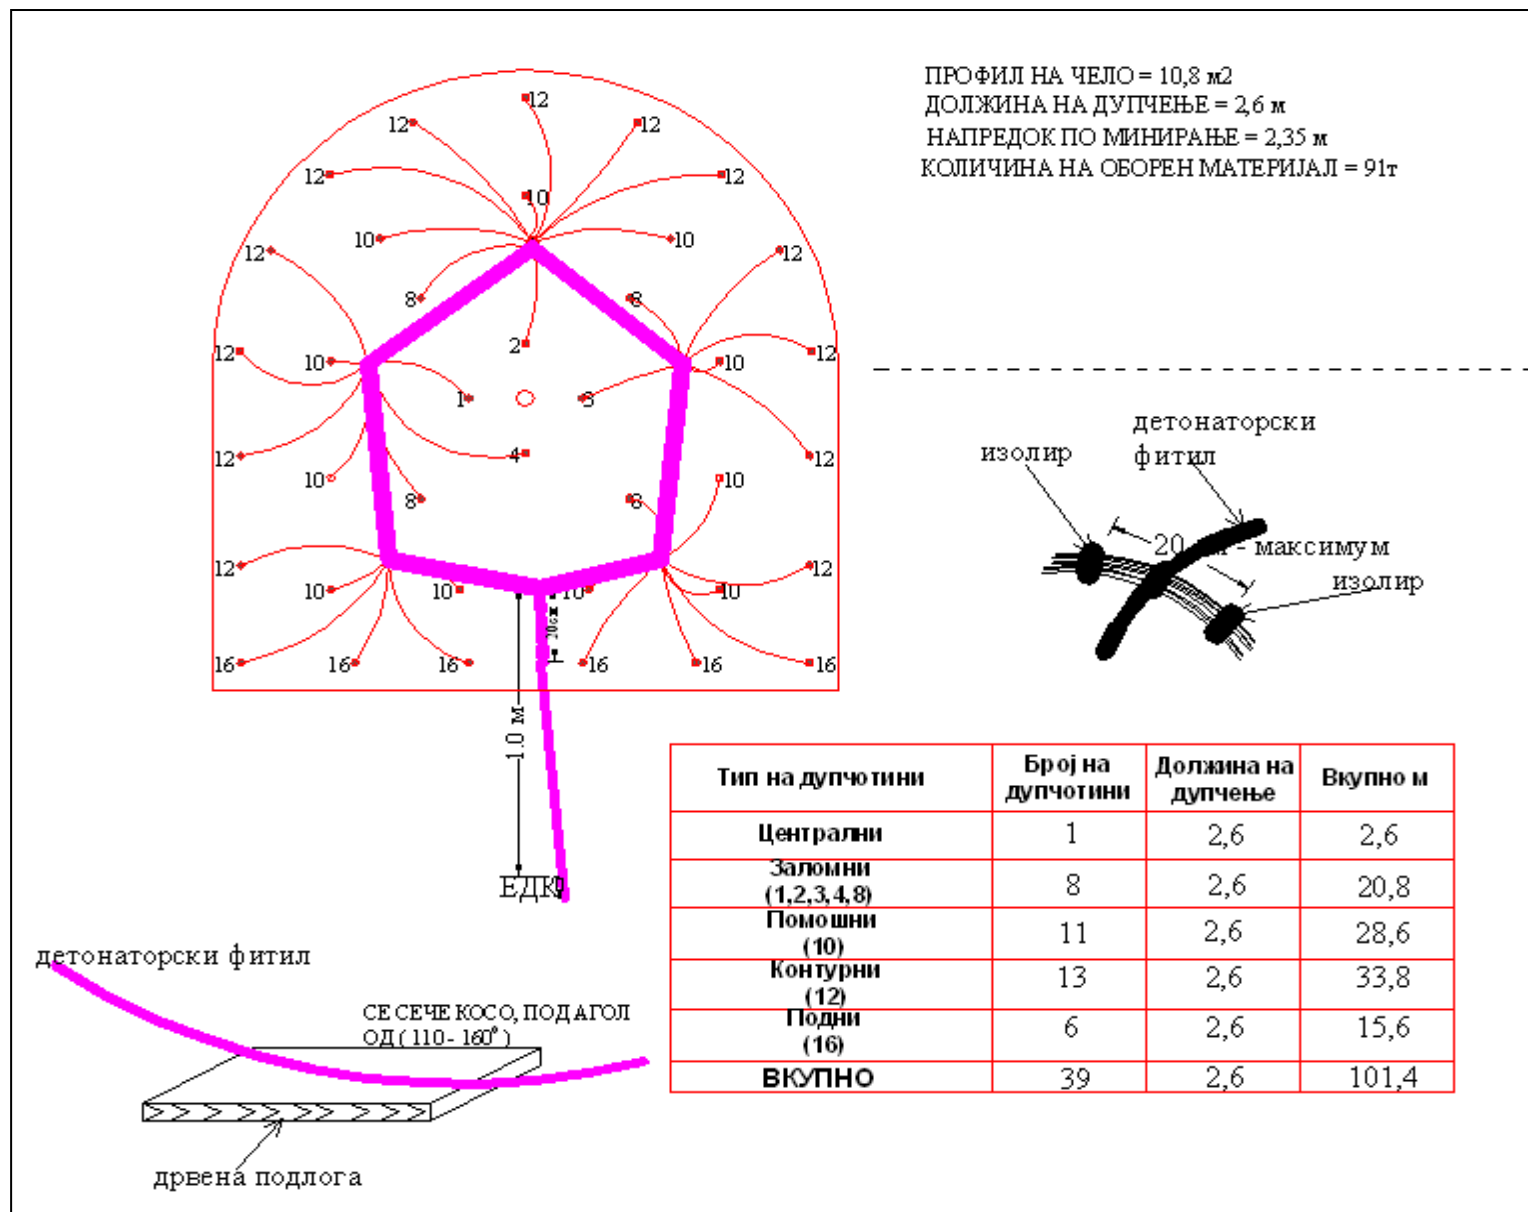 ПРОФИЛ НА ЧЕЛО = 10,8 м2
ДОЛЖИНА НА ДУПЧЕЊЕ = 2,6 м
НАПРЕДОК ПО МИНИРАЊЕ = 2,35 м
КОЛИЧИНА НА ОБОРЕН МАТЕРИЈАЛ = 91т
12
12
12
12
12
10
10
10
12
12
8
8
2
12
10
10
12
1
3
12
4
12
10
10
8
8
12
12
10
10
10
10
16
16
16
16
16
16
20см
1.0 м
ЕДК
детонаторски
фитил
изолир
20
- максимум
изолир
Тип на дупчотини
Број на дупчотини
Должина на дупчење
Вкупно м
Централни
1
2,6
2,6
Заломни
(1,2,3,4,8)
8
2,6
20,8
Помошни
(10)
11
2,6
28,6
Контурни
(12)
13
2,6
33,8
Подни
(16)
6
2,6
15,6
ВКУПНО
39
2,6
101,4
детонаторски фитил
СЕ СЕЧЕ КОСО, ПОД АГОЛ
ОД ( 110 - 160° )
дрвена подлога